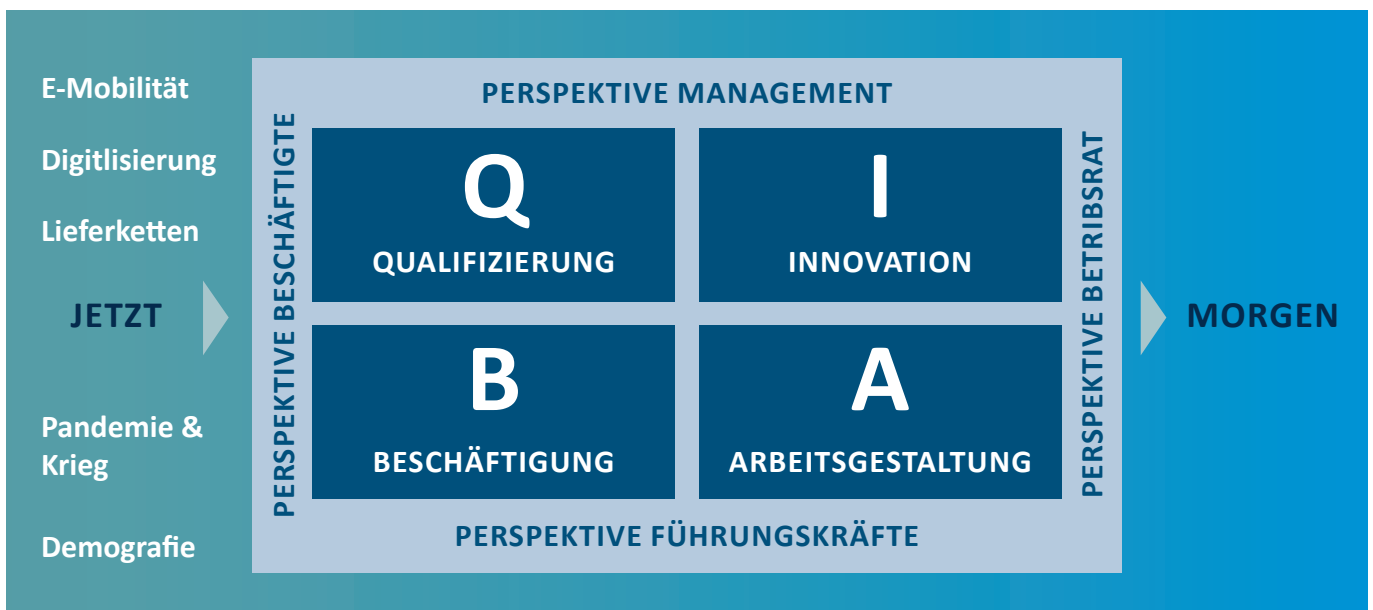 E-Mobilität
Digitlisierung
Lieferketten
JETZT
Pandemie &
Krieg
Demografie
PERSPEKTIVE BESCHÄFTIGTE
PERSPEKTIVE MANAGEMENT
Q
QUALIFIZIERUNG
I
INNOVATION
B
BESCHÄFTIGUNG
A
ARBEITSGESTALTUNG
PERSPEKTIVE FÜHRUNGSKRÄFTE
PERSPEKTIVE BETRIBSRAT
MORGEN